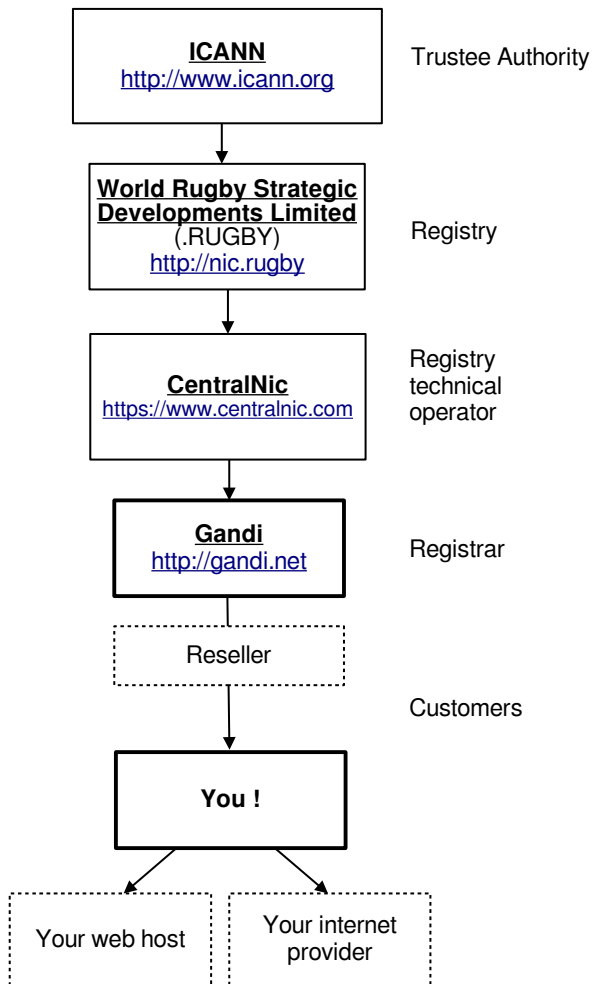 ICANN
http://www.icann.org
Trustee Authority
World Rugby Strategic
Developments Limited
(.RUGBY)
http://nic.rugby
Registry
CentralNic
https://www.centralnic.com
Registry
technical
operator
Gandi
http://gandi.net
Registrar
Reseller
Customers
You !
Your web host
Your internet
provider